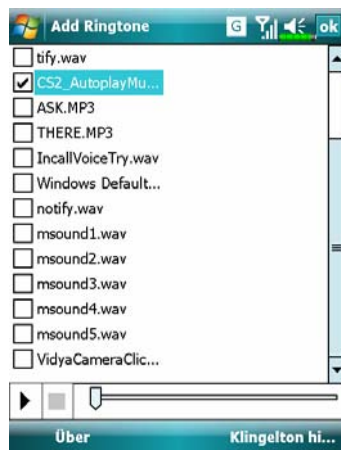 Add Ringtone G ok
tify.wav
CS2_AutoplayMu...
ASK.MP3
THERE.MP3
IncallVoiceTry.wav
Windows Default...
notify.wav
msound1.wav
msound2.wav
msound3.wav
msound4.wav
msound5.wav
VidyaCameraClic...
Über Klingelton hi...